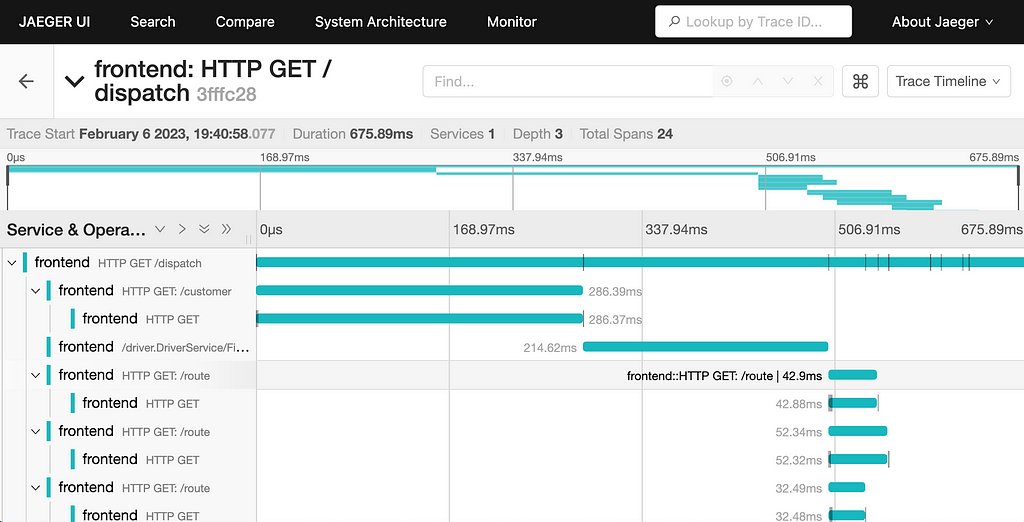 JAEGER UI Search Compare System Architecture Monitor Lookup by Trace ID... About Jaeger
frontend: HTTP GET /
dispatch 3fffc28
Find...
⌘
Trace Timeline
Trace Start February 6 2023, 19:40:58.077 Duration 675.89ms Services 1 Depth 3 Total Spans 24
0μs 168.97ms 337.94ms 506.91ms 675.89ms
Service & Opera... 0μs 168.97ms 337.94ms 506.91ms 675.89ms
frontend HTTP GET /dispatch
frontend HTTP GET: /customer 286.39ms
frontend HTTP GET 286.37ms
frontend /driver.DriverService/Fi... 214.62ms
frontend HTTP GET: /route frontend::HTTP GET: /route | 42.9ms
frontend HTTP GET 42.88ms
frontend HTTP GET: /route 52.34ms
frontend HTTP GET 52.32ms
frontend HTTP GET: /route 32.49ms
frontend HTTP GET 32.48ms